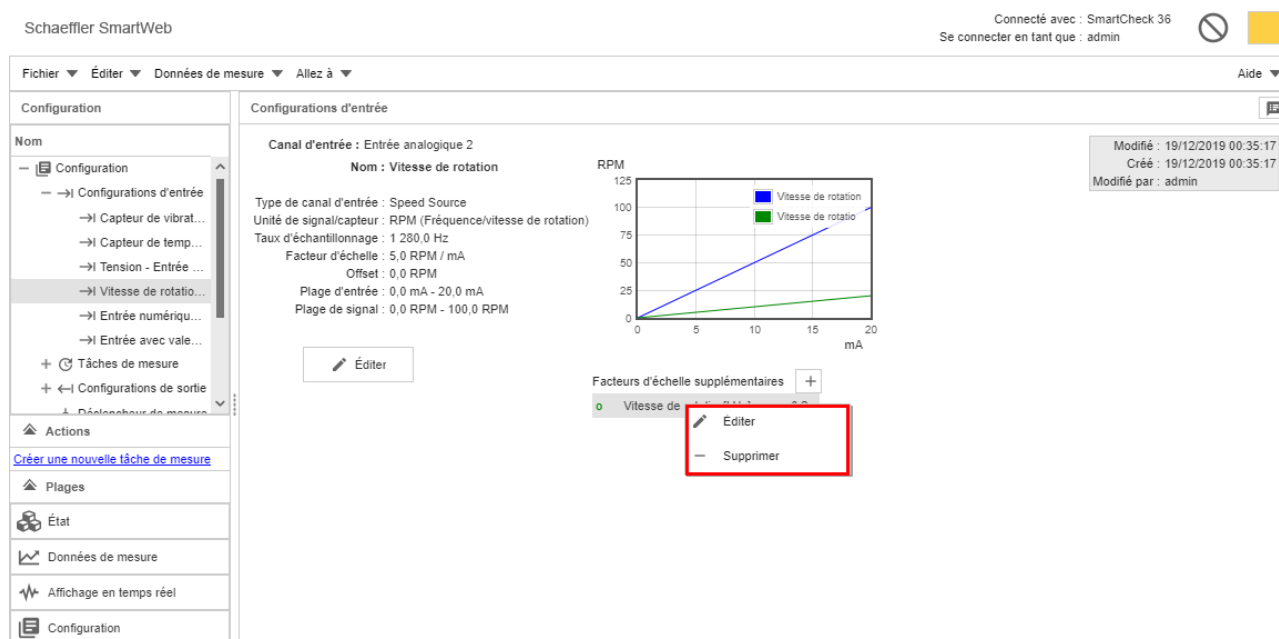 Schaeffler SmartWeb
Connecté avec : SmartCheck 36
Se connecter en tant que : admin
Fichier Éditer Données de mesure Allez à Aide
Configuration
Configurations d'entrée
Nom
Configuration
Configurations d'entrée
Capteur de vibrat...
Capteur de temp...
Tension - Entrée ...
Vitesse de rotatio...
Entrée numériqu...
Entrée avec vale...
Tâches de mesure
Configurations de sortie
Déclencheur de mesure
Actions
Créer une nouvelle tâche de mesure
Plages
État
Données de mesure
Affichage en temps réel
Configuration
Canal d'entrée : Entrée analogique 2
Nom : Vitesse de rotation
Type de canal d'entrée : Speed Source
Unité de signal/capteur : RPM (Fréquence/vitesse de rotation)
Taux d'échantillonnage : 1 280,0 Hz
Facteur d'échelle : 5,0 RPM / mA
Offset : 0,0 RPM
Plage d'entrée : 0,0 mA - 20,0 mA
Plage de signal : 0,0 RPM - 100,0 RPM
Éditer
RPM
125
100
75
50
25
0
0 5 10 15 20
mA
Vitesse de rotation
Vitesse de rotatio
Facteurs d'échelle supplémentaires
o Vitesse de
Éditer
Supprimer
Modifié : 19/12/2019 00:35:17
Créé : 19/12/2019 00:35:17
Modifié par : admin